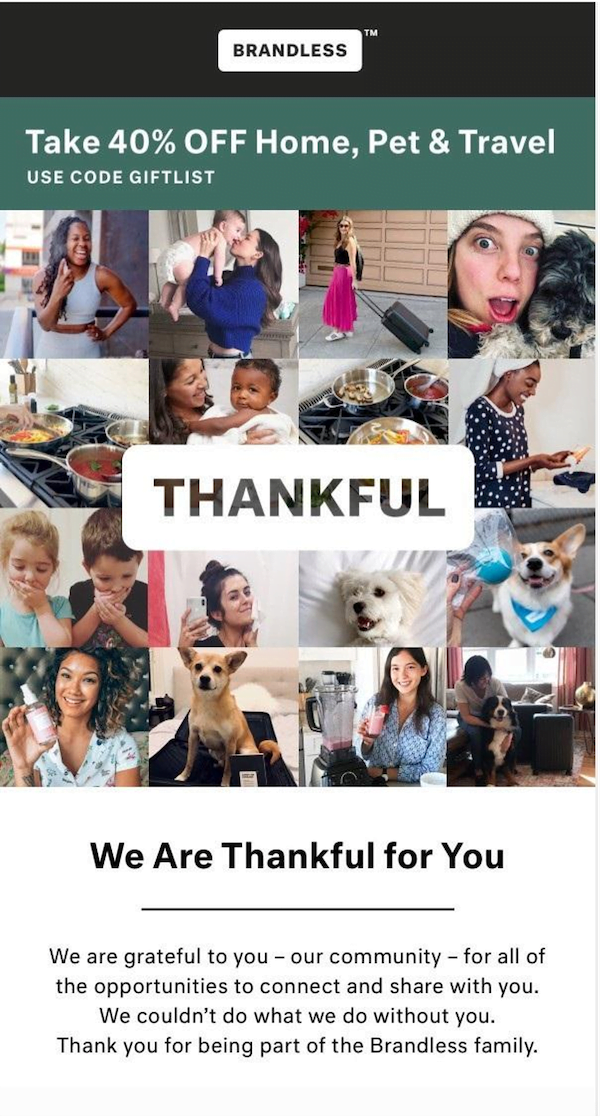 BRANDLESS™
Take 40% OFF Home, Pet & Travel
USE CODE GIFTLIST
THANKFUL
We Are Thankful for You
We are grateful to you – our community – for all of
the opportunities to connect and share with you.
We couldn’t do what we do without you.
Thank you for being part of the Brandless family.